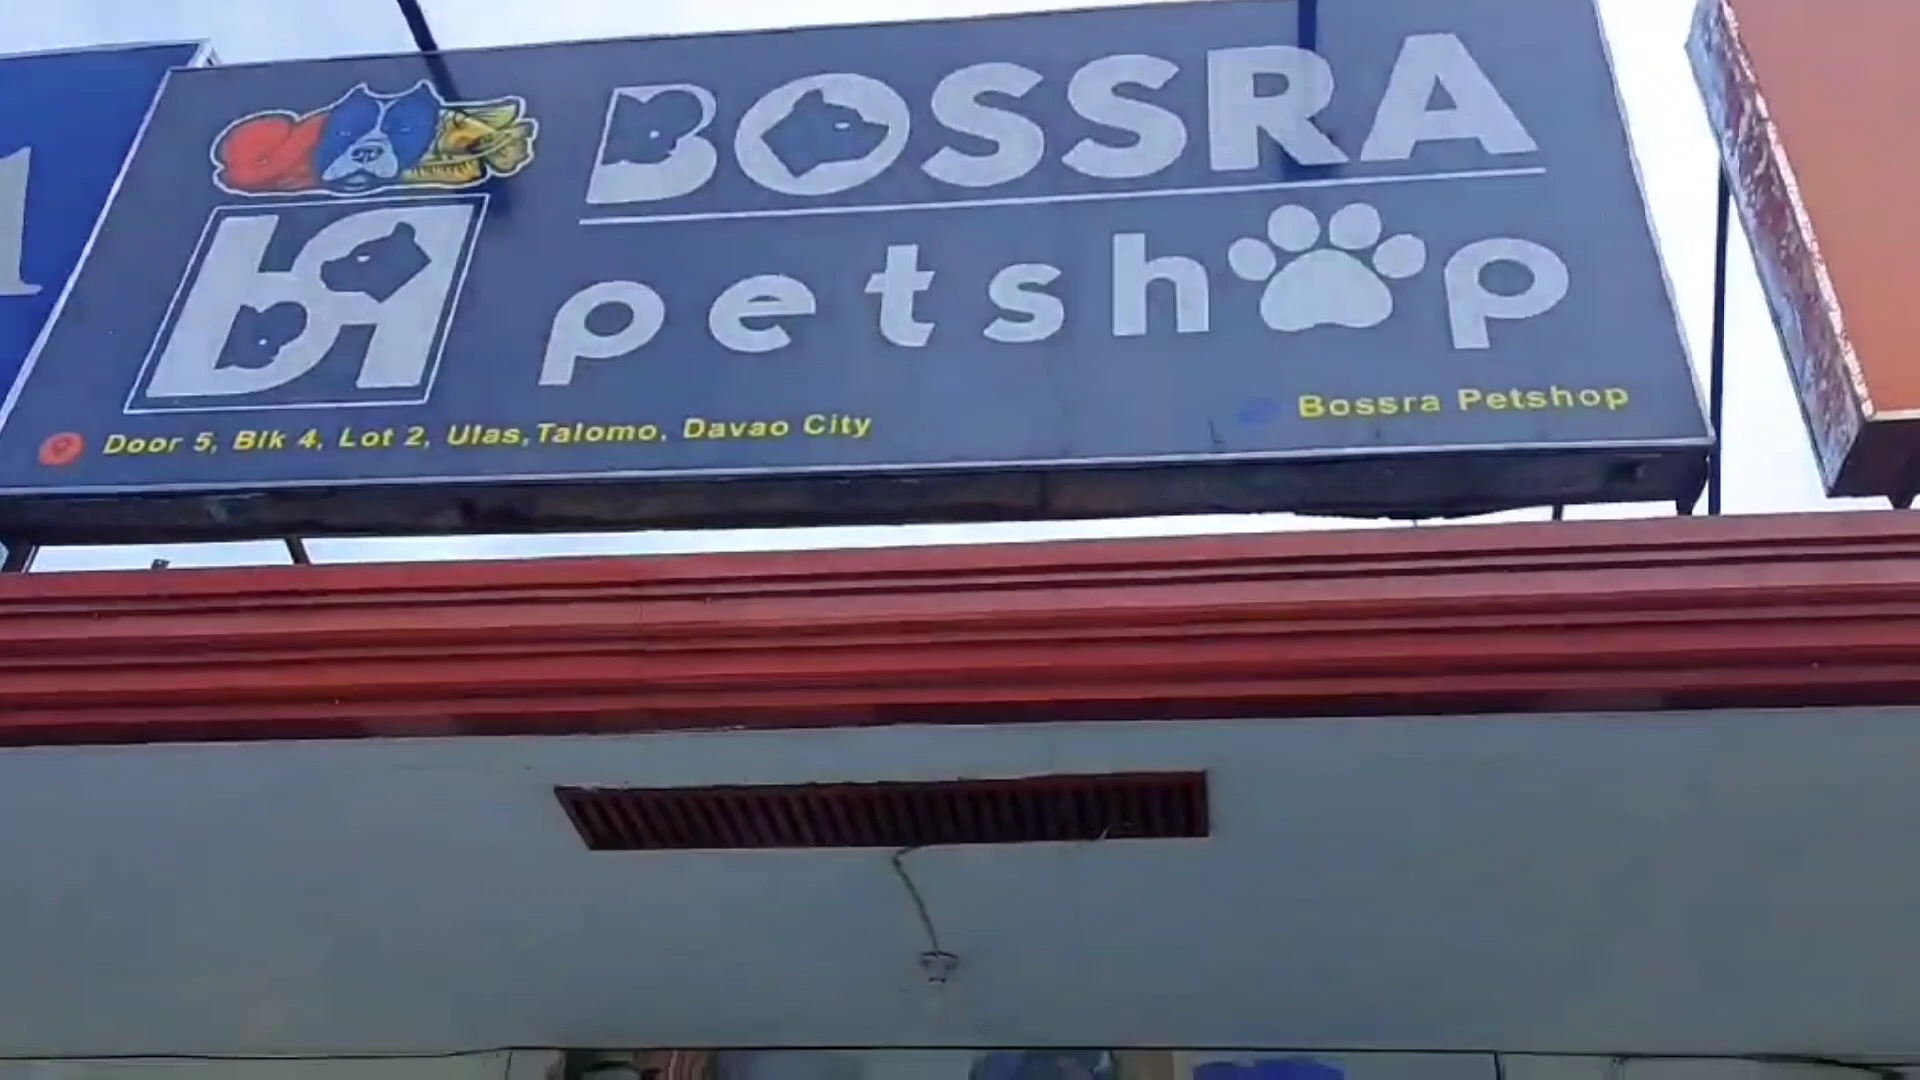 BOSSRA
petshop
Door 5, Blk 4, Lot 2, Ulas,Talomo, Davao City
Bossra Petshop